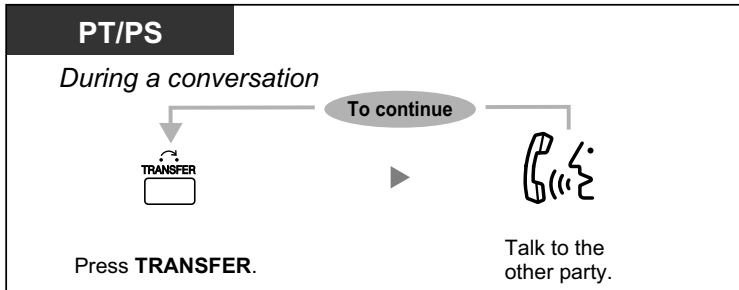 PT/PS
During a conversation
To continue
TRANSFER
Press TRANSFER.
Talk to the
other party.